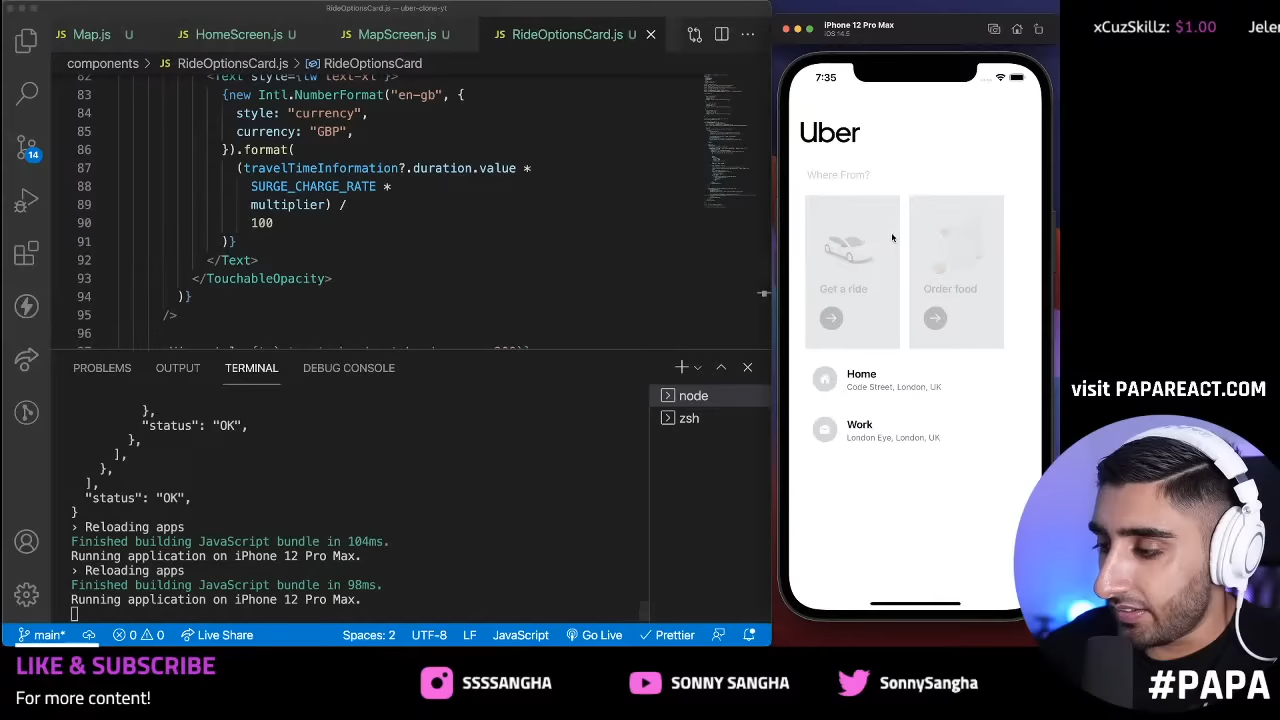 RideOptionsCard.js — uber-clone-yt
Map.js U
HomeScreen.js U
MapScreen.js U
RideOptionsCard.js U
components > RideOptionsCard.js > RideOptionsCard
83 {new Intl.NumberFormat("en-gb", {
84 style: "currency",
85 currency: "GBP",
86 }).format(
87 (travelTimeInformation?.duration.value *
88 SURGE_CHARGE_RATE *
89 multiplier) /
90 100
91 )}
92 </Text>
93 </TouchableOpacity>
94 )}
95 />
96
14
PROBLEMS OUTPUT TERMINAL DEBUG CONSOLE
node
zsh
},
"status": "OK",
},
],
},
],
"status": "OK",
}
› Reloading apps
Finished building JavaScript bundle in 104ms.
Running application on iPhone 12 Pro Max.
› Reloading apps
Finished building JavaScript bundle in 98ms.
Running application on iPhone 12 Pro Max.
main* 0 0 Live Share Spaces: 2 UTF-8 LF JavaScript Go Live Prettier
iPhone 12 Pro Max
iOS 14.5
7:35
Uber
Where From?
Get a ride
Order food
Home
Code Street, London, UK
Work
London Eye, London, UK
xCuzSkillz: $1.00 Jele
visit PAPAREACT.COM
LIKE & SUBSCRIBE
For more content!
SSSSANGHA
SONNY SANGHA
SonnySangha
#PAPA